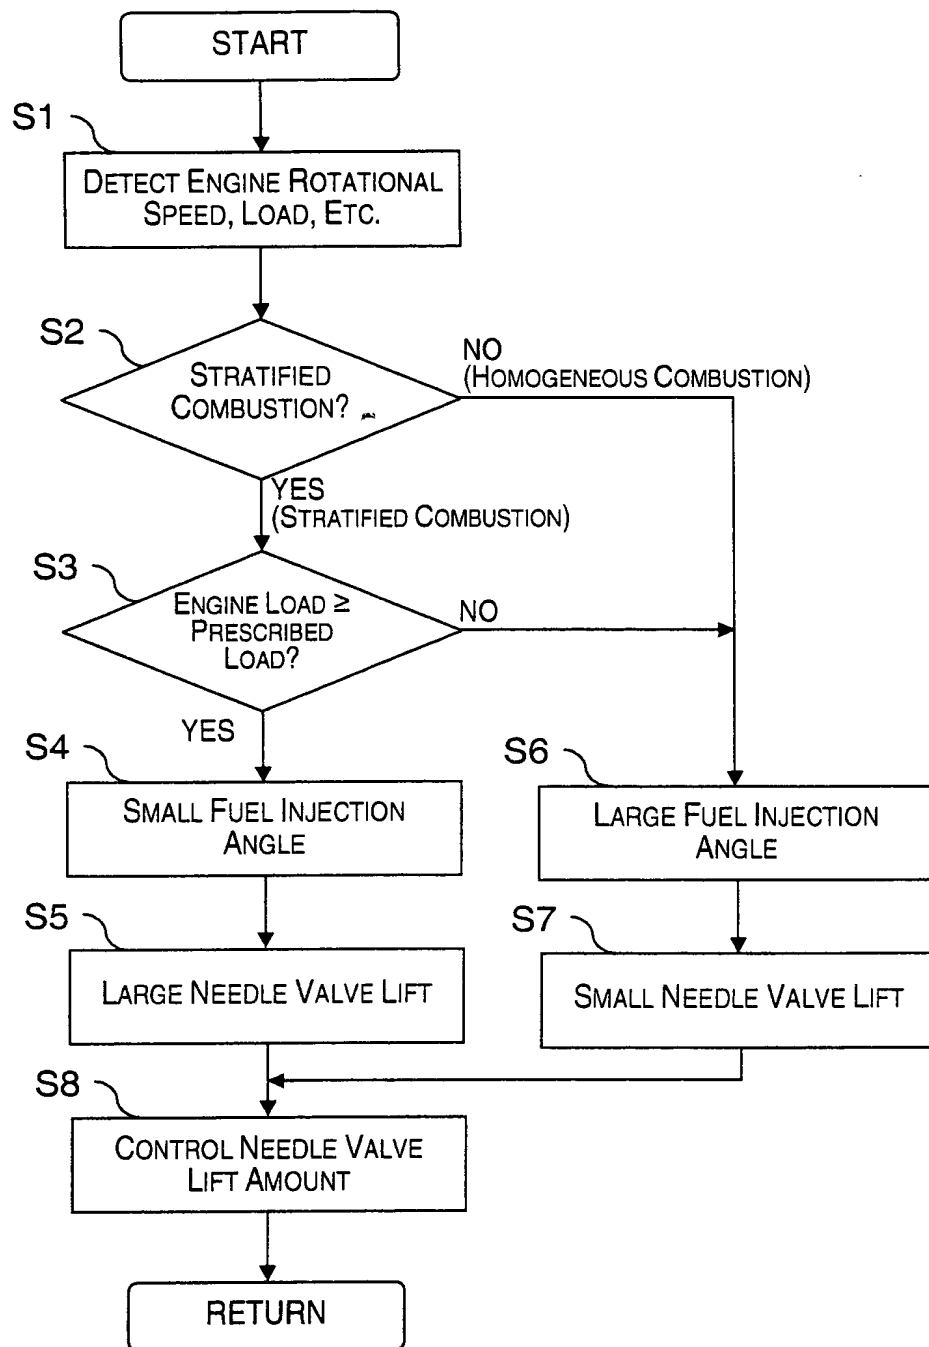 START
S1
DETECT ENGINE ROTATIONAL
SPEED, LOAD, ETC.
S2
STRATIFIED
COMBUSTION?
NO
(HOMOGENEOUS COMBUSTION)
YES
(STRATIFIED COMBUSTION)
S3
ENGINE LOAD ≥
PRESCRIBED
LOAD?
NO
YES
S4
SMALL FUEL INJECTION
ANGLE
S6
LARGE FUEL INJECTION
ANGLE
S5
LARGE NEEDLE VALVE LIFT
S7
SMALL NEEDLE VALVE LIFT
S8
CONTROL NEEDLE VALVE
LIFT AMOUNT
RETURN